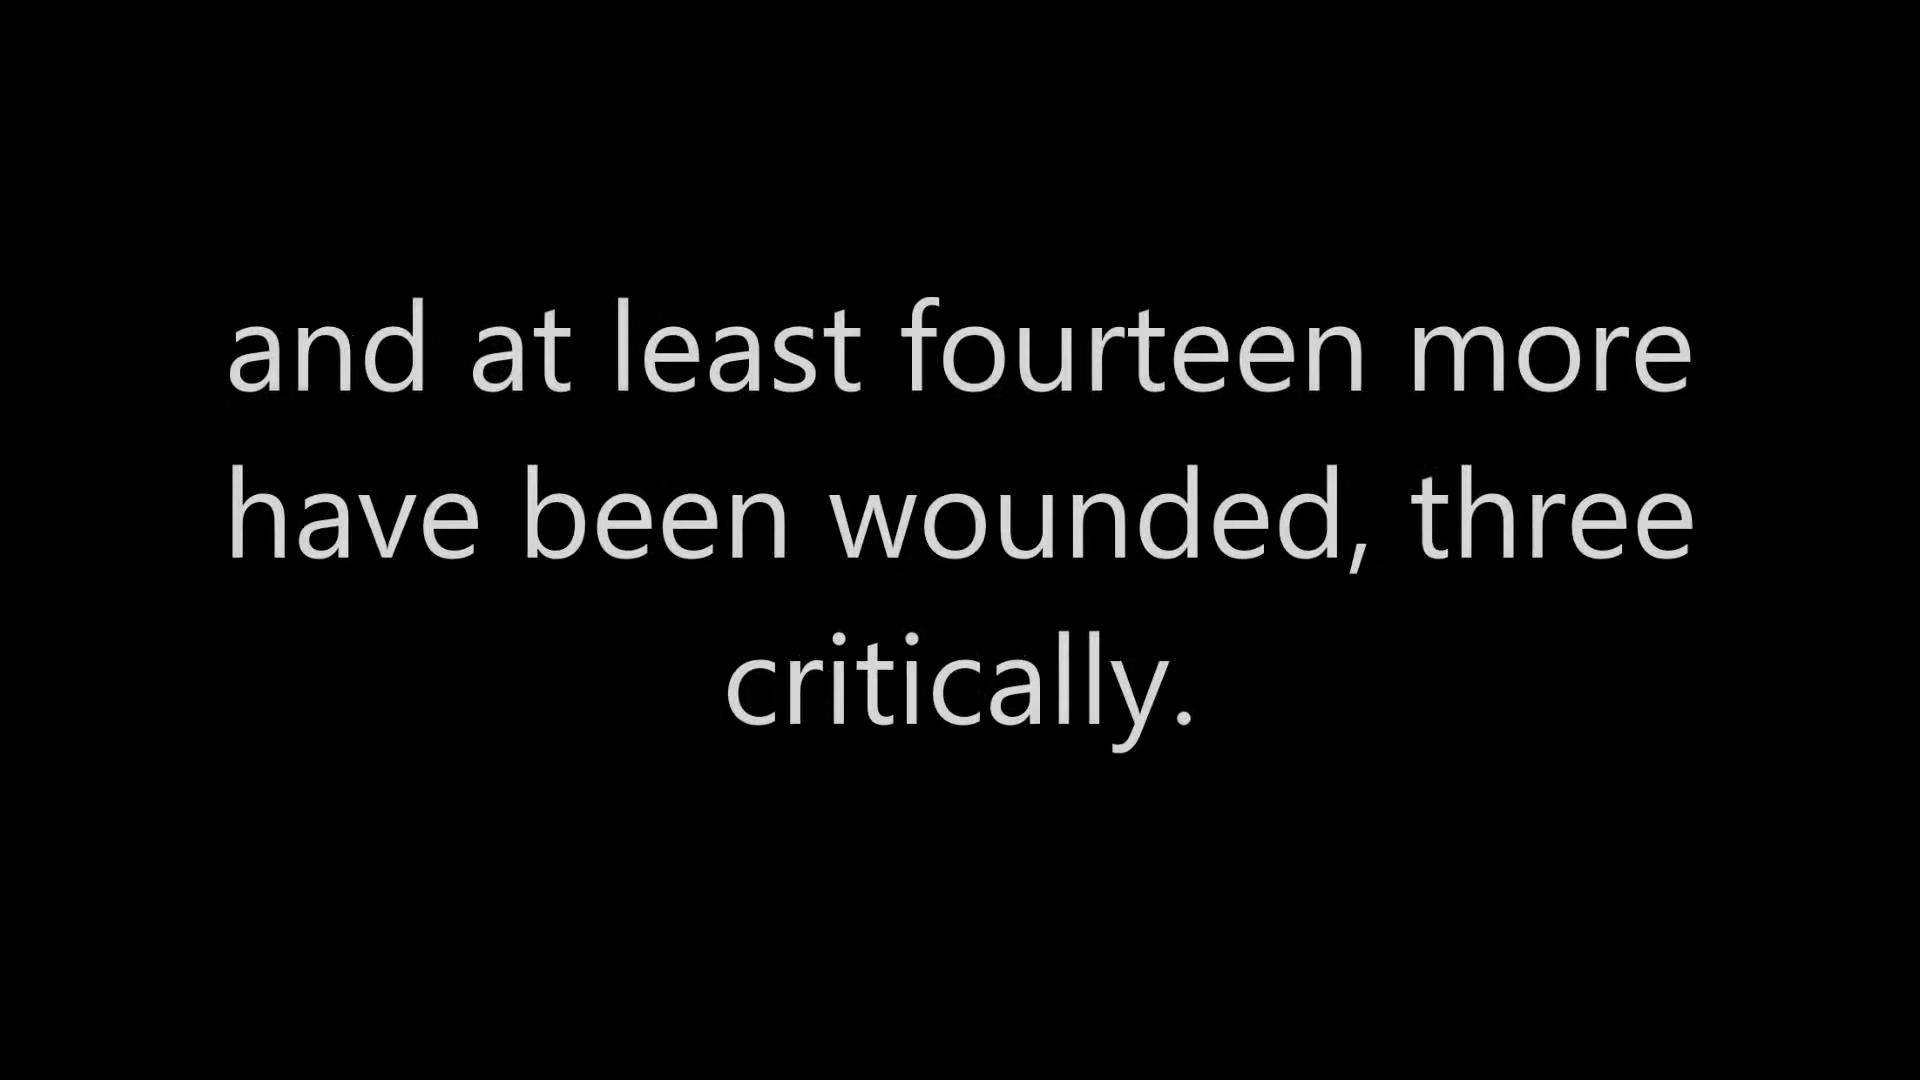 and at least fourteen more
have been wounded, three
critically.